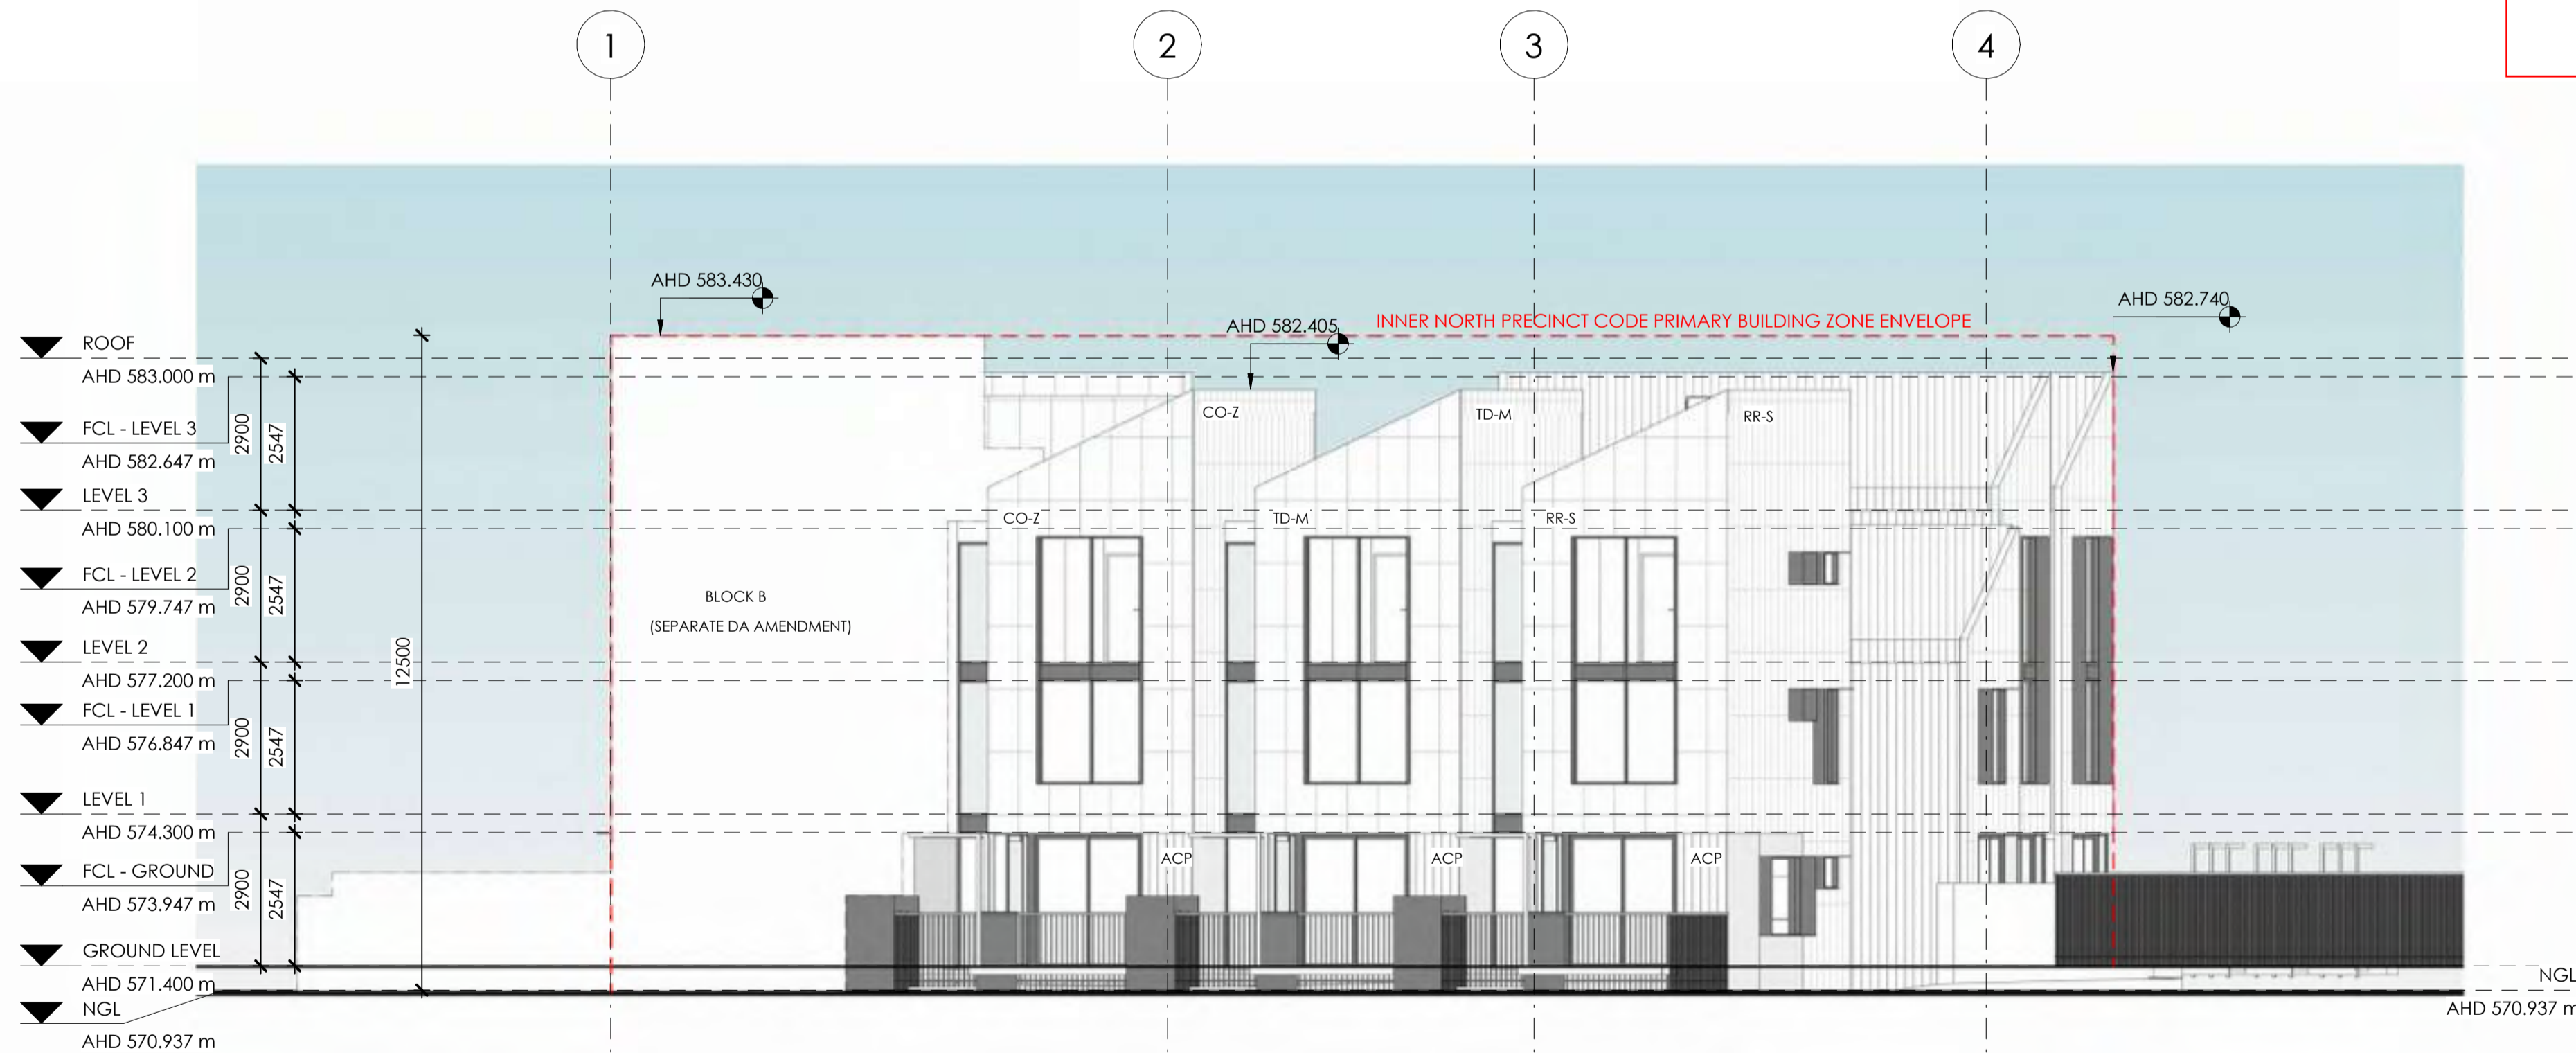 1
2
3
4
AHD 583.430
AHD 582.405
INNER NORTH PRECINCT CODE PRIMARY BUILDING ZONE ENVELOPE
AHD 582.740
ROOF
AHD 583.000 m
FCL - LEVEL 3
AHD 582.647 m
LEVEL 3
AHD 580.100 m
FCL - LEVEL 2
AHD 579.747 m
LEVEL 2
AHD 577.200 m
FCL - LEVEL 1
AHD 576.847 m
LEVEL 1
AHD 574.300 m
FCL - GROUND
AHD 573.947 m
GROUND LEVEL
AHD 571.400 m
NGL
AHD 570.937 m
2900
2547
2900
2547
2900
2547
2900
2547
12500
BLOCK B
(SEPARATE DA AMENDMENT)
CO-Z
TD-M
RR-S
CO-Z
TD-M
RR-S
ACP
ACP
ACP
NGL
AHD 570.937 m